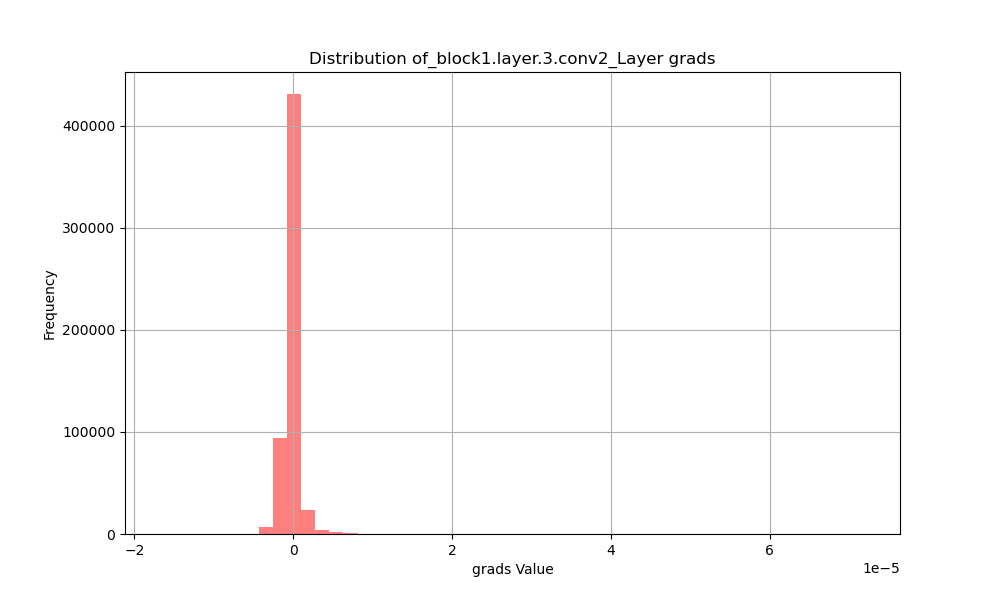 Distribution of_block1.layer.3.conv2_Layer grads
Frequency
400000
300000
200000
100000
0
−2
0
2
4
6
1e−5
grads Value